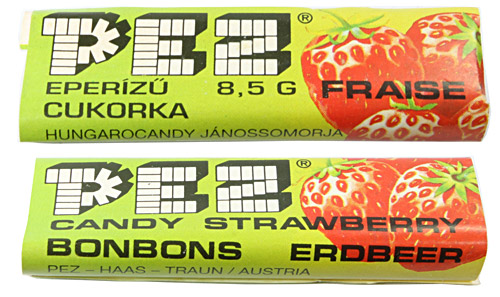 PEZ®
EPERÍZŰ 8,5 G FRAISE
CUKORKA
HUNGAROCANDY JÁNOSSOMORJA
PEZ®
CANDY STRAWBERRY
BONBONS ERDBEER
PEZ – HAAS – TRAUN / AUSTRIA